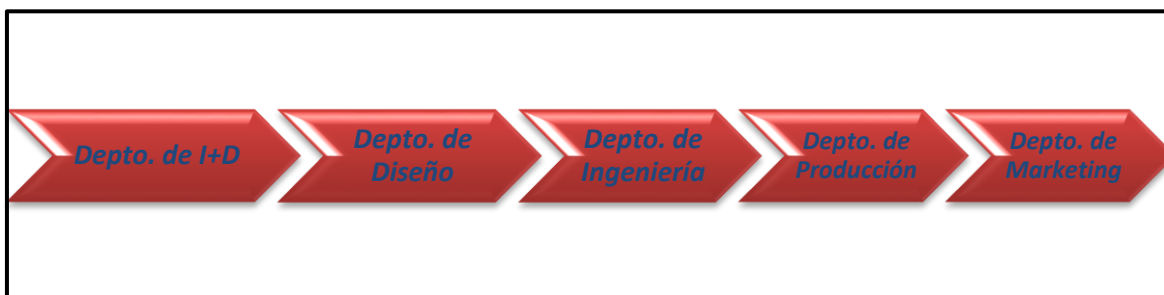 Depto. de I+D
Depto. de
Diseño
Depto. de
Ingeniería
Depto. de
Producción
Depto. de
Marketing